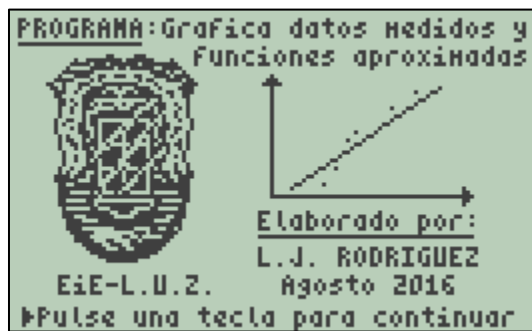 PROGRAMA:Grafica datos medidos y
funciones aproximadas
Elaborado por:
L.J. RODRIGUEZ
EiE-L.U.Z.
Agosto 2016
▶Pulse una tecla para continuar